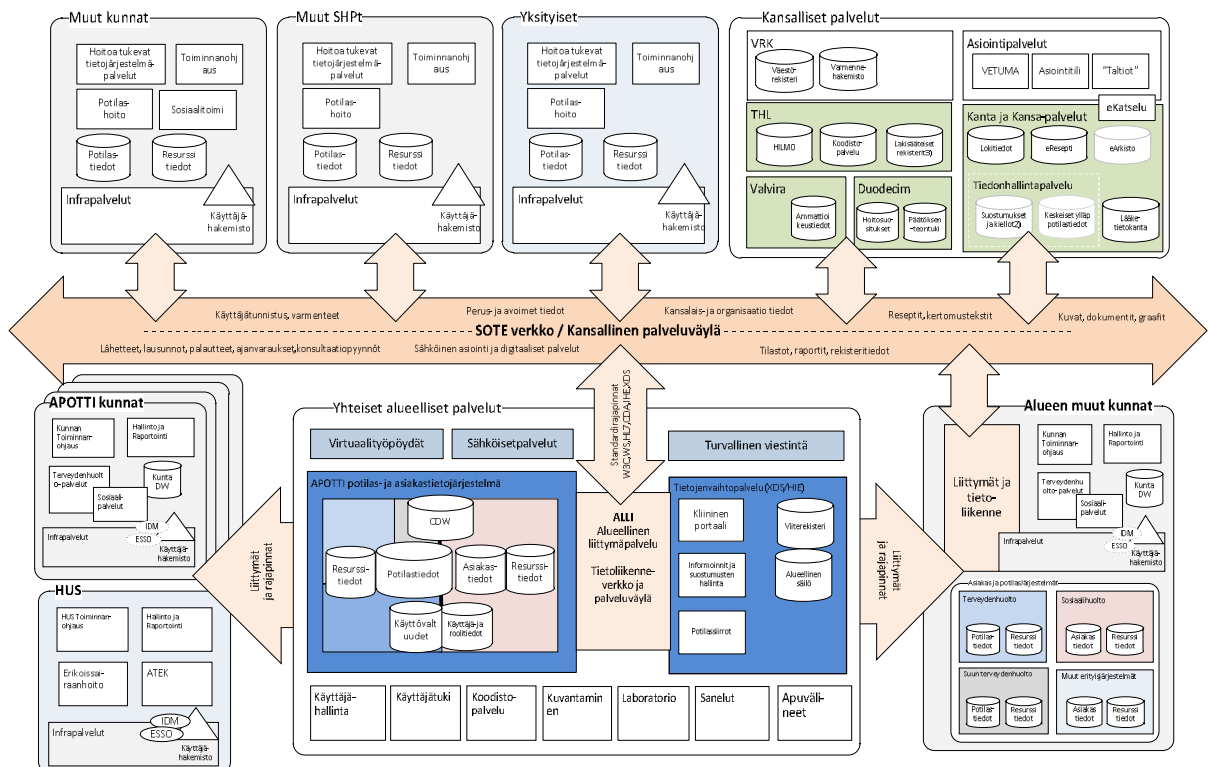 Muut kunnat
Hoitoa tukevat
tietojärjestelmä-
palvelut
Toiminnanohj
aus
Potilas-
hoito
Sosiaalitoimi
Potilas-
tiedot
Resurssi
tiedot
Infrapalvelut
Käyttäjä-
hakemisto
Muut SHPt
Hoitoa tukevat
tietojärjestelmä-
palvelut
Toiminnanohj
aus
Potilas-
hoito
Potilas-
tiedot
Resurssi
tiedot
Infrapalvelut
Käyttäjä-
hakemisto
Yksityiset
Hoitoa tukevat
tietojärjestelmä-
palvelut
Toiminnanohj
aus
Potilas-
hoito
Potilas-
tiedot
Resurssi
tiedot
Infrapalvelut
Käyttäjä-
hakemisto
Kansalliset palvelut
VRK
Väestö-
rekisteri
Varmenne-
hakemisto
THL
HILMO
Koodisto-
palvelu
Lakisääteiset
rekisterit3)
Valvira
Ammattioi
keustiedot
Duodecim
Hoitosuo-
situkset
Päätöksen
-teontuki
Asiointipalvelut
VETUMA
Asiointitili
"Taltiot"
eKatselu
Kanta ja Kansa-palvelut
Lokitiedot
eResepti
eArkisto
Tiedonhallintapalvelu
Suostumukset
ja kiellot2)
Keskeiset ylläp
potilastiedot
Lääke-
tietokanta
Käyttäjätunnistus, varmenteet
Perus- ja avoimet tiedot
Kansalais- ja organisaatio tiedot
Reseptit, kertomustekstit
Kuvat, dokumentit, graafit
SOTE verkko / Kansallinen palveluväylä
Lähetteet, lausunnot, palautteet, ajanvaraukset, konsultaatiopyynnöt
Sähköinen asiointi ja digitaaliset palvelut
Tilastot, raportit, rekisteritiedot
Standardirajapinnat
W3C,WS,HL7,CDA,IHE,XDS
APOTTI kunnat
Kunnan
Toiminnan-
ohjaus
Hallinto ja
Raportointi
Terveydenhuolt
o-palvelut
Sosiaali-
palvelut
Kunta
DW
Infrapalvelut
IDM
ESSO
Käyttäjä-
hakemisto
HUS
HUS Toiminnan-
ohjaus
Hallinto ja
Raportointi
Erikoissai-
raanhoito
ATEK
Infrapalvelut
IDM
ESSO
Käyttäjä-
hakemisto
Liittymät
ja rajapinnat
Yhteiset alueelliset palvelut
Virtuaalityöpöydät
Sähköisetpalvelut
Turvallinen viestintä
APOTTI potilas- ja asiakastietojärjestelmä
CDW
Resurssi-
tiedot
Potilastiedot
Asiakas-
tiedot
Resurssi-
tiedot
Käyttövalt
uudet
Käyttäjä- ja
roolitiedot
ALLI
Alueellinen
liittymäpalvelu
Tietoliikenne-
verkko ja
palveluväylä
Tietojenvaihtopalvelu (XDS/HIE)
Kliininen
portaali
Viiterekisteri
Informoinnit ja
suostumusten
hallinta
Alueellinen
säilö
Potilassiirrot
Käyttäjä-
hallinta
Käyttäjätuki
Koodisto-
palvelu
Kuvantamin
en
Laboratorio
Sanelut
Apuväli-
neet
Liittymät
ja rajapinnat
Alueen muut kunnat
Liittymät ja
tieto-
liikenne
Kunnan
Toiminnan-
ohjaus
Hallinto ja
Raportointi
Terveydenhu
olto-palvelut
Sosiaali-
palvelut
Kunta
DW
Infrapalvelut
IDM
ESSO
Käyttäjä-
hakemisto
Asiakas ja potilasjärjestelmät
Terveydenhuolto
Potilas-
tiedot
Resurssi
tiedot
Sosiaalihuolto
Asiakas
tiedot
Resurssi
tiedot
Suun terveydenhuolto
Potilas-
tiedot
Resurssi
tiedot
Muut erityisjärjestelmät
Asiakas
tiedot
Resurssi
tiedot